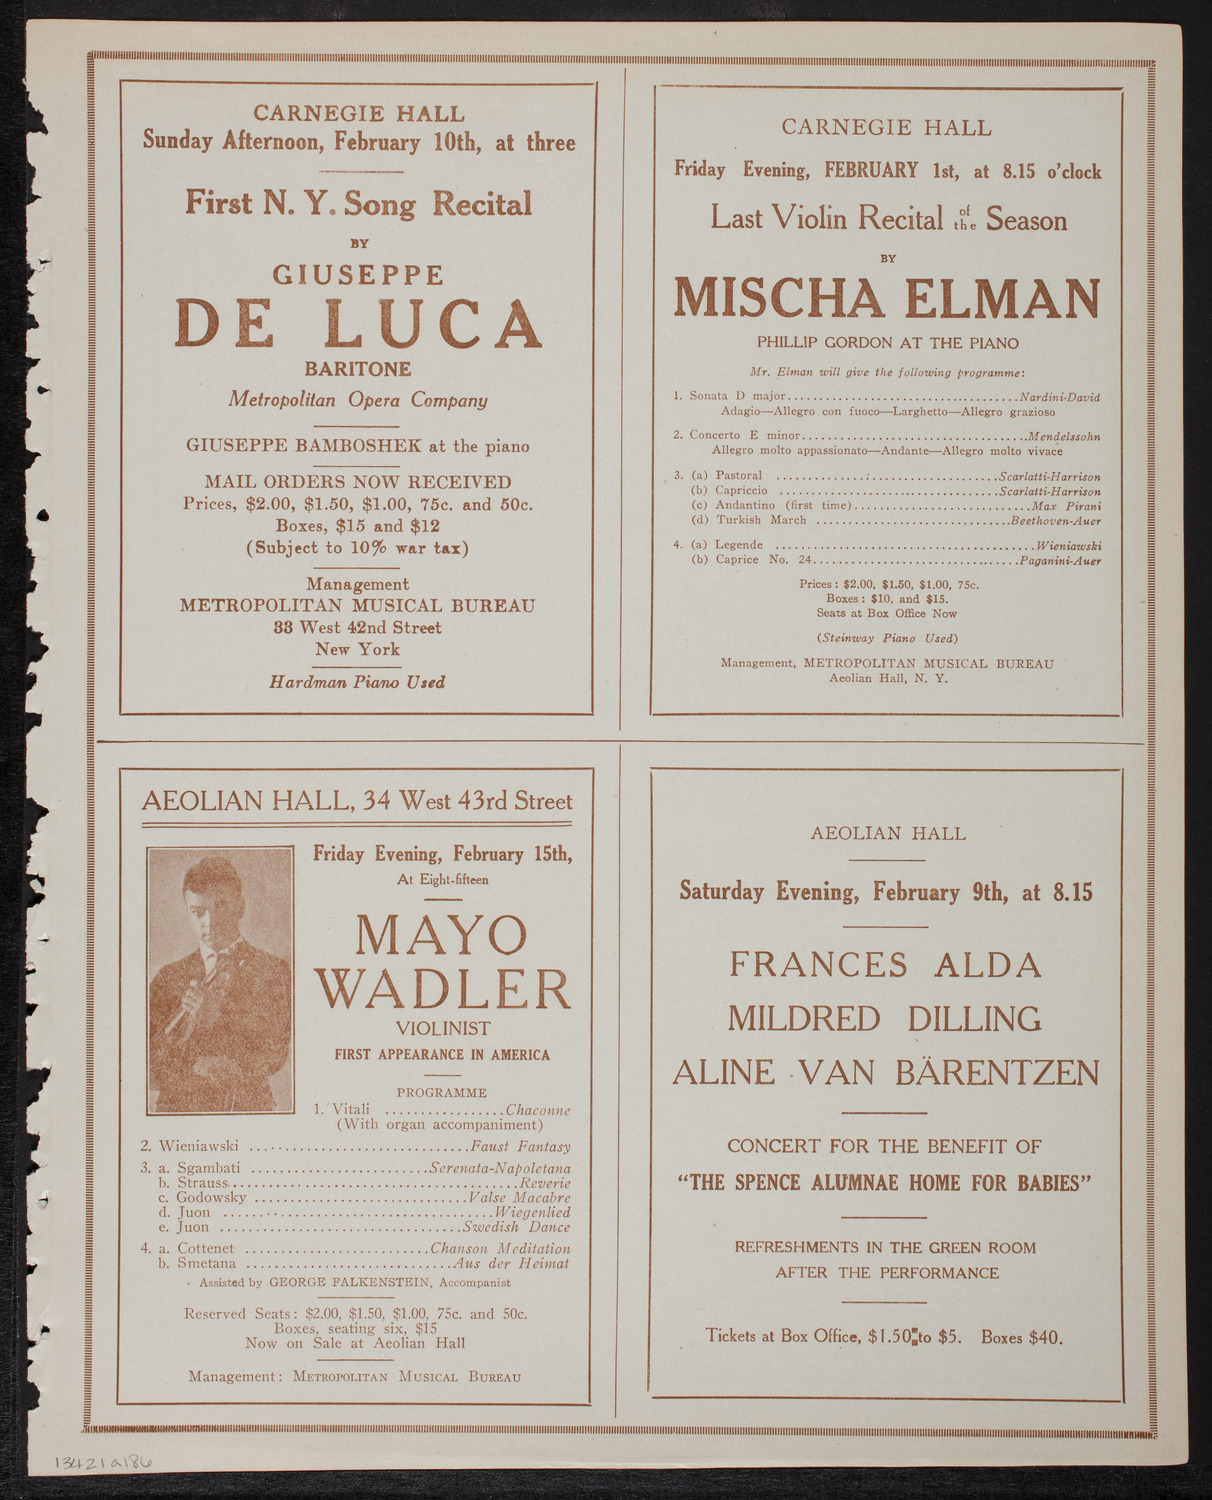 CARNEGIE HALL
Sunday Afternoon, February 10th, at three
First N. Y. Song Recital
BY
GIUSEPPE
DE LUCA
BARITONE
Metropolitan Opera Company
GIUSEPPE BAMBOSHEK at the piano
MAIL ORDERS NOW RECEIVED
Prices, $2.00, $1.50, $1.00, 75c. and 50c.
Boxes, $15 and $12
(Subject to 10% war tax)
Management
METROPOLITAN MUSICAL BUREAU
33 West 42nd Street
New York
Hardman Piano Used
CARNEGIE HALL
Friday Evening, FEBRUARY 1st, at 8.15 o'clock
Last Violin Recital of the Season
BY
MISCHA ELMAN
PHILLIP GORDON AT THE PIANO
Mr. Elman will give the following programme:
1. Sonata D major.....................................Nardini-David
Adagio—Allegro con fuoco—Larghetto—Allegro grazioso
2. Concerto E minor....................................Mendelssohn
Allegro molto appassionato—Andante—Allegro molto vivace
3. (a) Pastoral ....................................Scarlatti-Harrison
(b) Capriccio ...................................Scarlatti-Harrison
(c) Andantino (first time)............................Max Pirani
(d) Turkish March ...............................Beethoven-Auer
4. (a) Legende .........................................Wieniawski
(b) Caprice No. 24.................................Paganini-Auer
Prices: $2.00, $1.50, $1.00, 75c.
Boxes: $10, and $15.
Seats at Box Office Now
(Steinway Piano Used)
Management, METROPOLITAN MUSICAL BUREAU
Aeolian Hall, N. Y.
AEOLIAN HALL, 34 West 43rd Street
Friday Evening, February 15th,
At Eight-fifteen
MAYO
WADLER
VIOLINIST
FIRST APPEARANCE IN AMERICA
PROGRAMME
1. Vitali .................Chaconne
(With organ accompaniment)
2. Wieniawski ...............................Faust Fantasy
3. a. Sgambati .........................Serenata-Napoletana
b. Strauss..........................................Reverie
c. Godowsky ..............................Valse Macabre
d. Juon ......................................Wiegenlied
e. Juon ..................................Swedish Dance
4. a. Cottenet ..........................Chanson Meditation
b. Smetana .............................Aus der Heimat
Assisted by GEORGE FALKENSTEIN, Accompanist
Reserved Seats: $2.00, $1.50, $1.00, 75c. and 50c.
Boxes, seating six, $15
Now on Sale at Aeolian Hall
Management: METROPOLITAN MUSICAL BUREAU
AEOLIAN HALL
Saturday Evening, February 9th, at 8.15
FRANCES ALDA
MILDRED DILLING
ALINE VAN BÄRENTZEN
CONCERT FOR THE BENEFIT OF
"THE SPENCE ALUMNAE HOME FOR BABIES"
REFRESHMENTS IN THE GREEN ROOM
AFTER THE PERFORMANCE
Tickets at Box Office, $1.50 to $5. Boxes $40.
13421a186